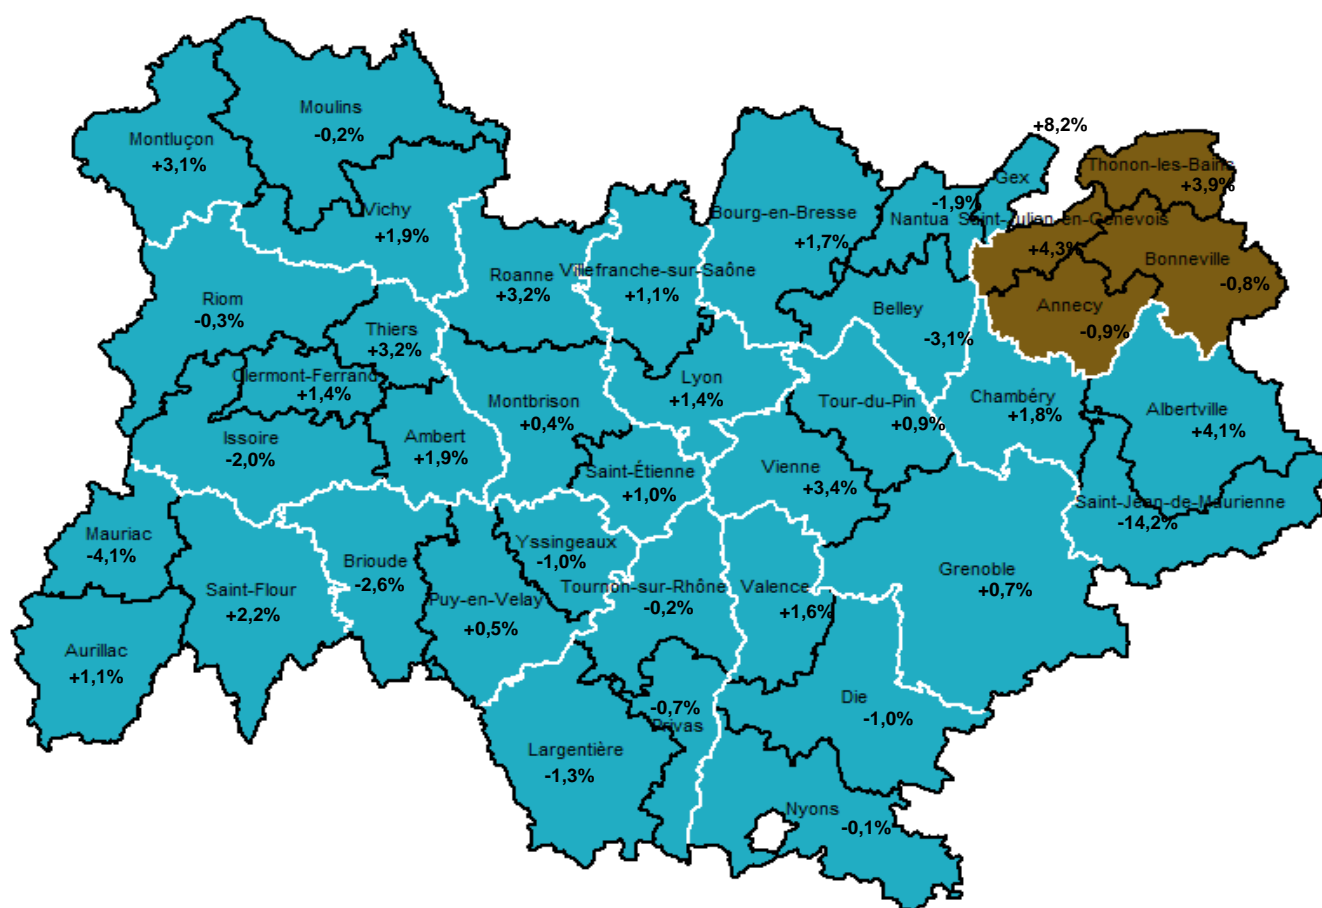 Moulins
-0,2%
Montluçon
+3,1%
Vichy
+1,9%
+8,2%
Gex
Thonon-les-Bains
+3,9%
-1,9%
Nantua
Saint-Julien-en-Genevois
+4,3%
Bourg-en-Bresse
+1,7%
Bonneville
-0,8%
Roanne
+3,2%
Villefranche-sur-Saône
+1,1%
Riom
-0,3%
Annecy
-0,9%
Belley
-3,1%
Thiers
+3,2%
Clermont-Ferrand
+1,4%
Lyon
+1,4%
Montbrison
+0,4%
Tour-du-Pin
+0,9%
Chambéry
+1,8%
Albertville
+4,1%
Issoire
-2,0%
Ambert
+1,9%
Saint-Étienne
+1,0%
Vienne
+3,4%
Saint-Jean-de-Maurienne
-14,2%
Mauriac
-4,1%
Yssingeaux
-1,0%
Brioude
-2,6%
Saint-Flour
+2,2%
Puy-en-Velay
+0,5%
Tournon-sur-Rhône
-0,2%
Valence
+1,6%
Grenoble
+0,7%
Aurillac
+1,1%
Die
-1,0%
-0,7%
Privas
Largentière
-1,3%
Nyons
-0,1%